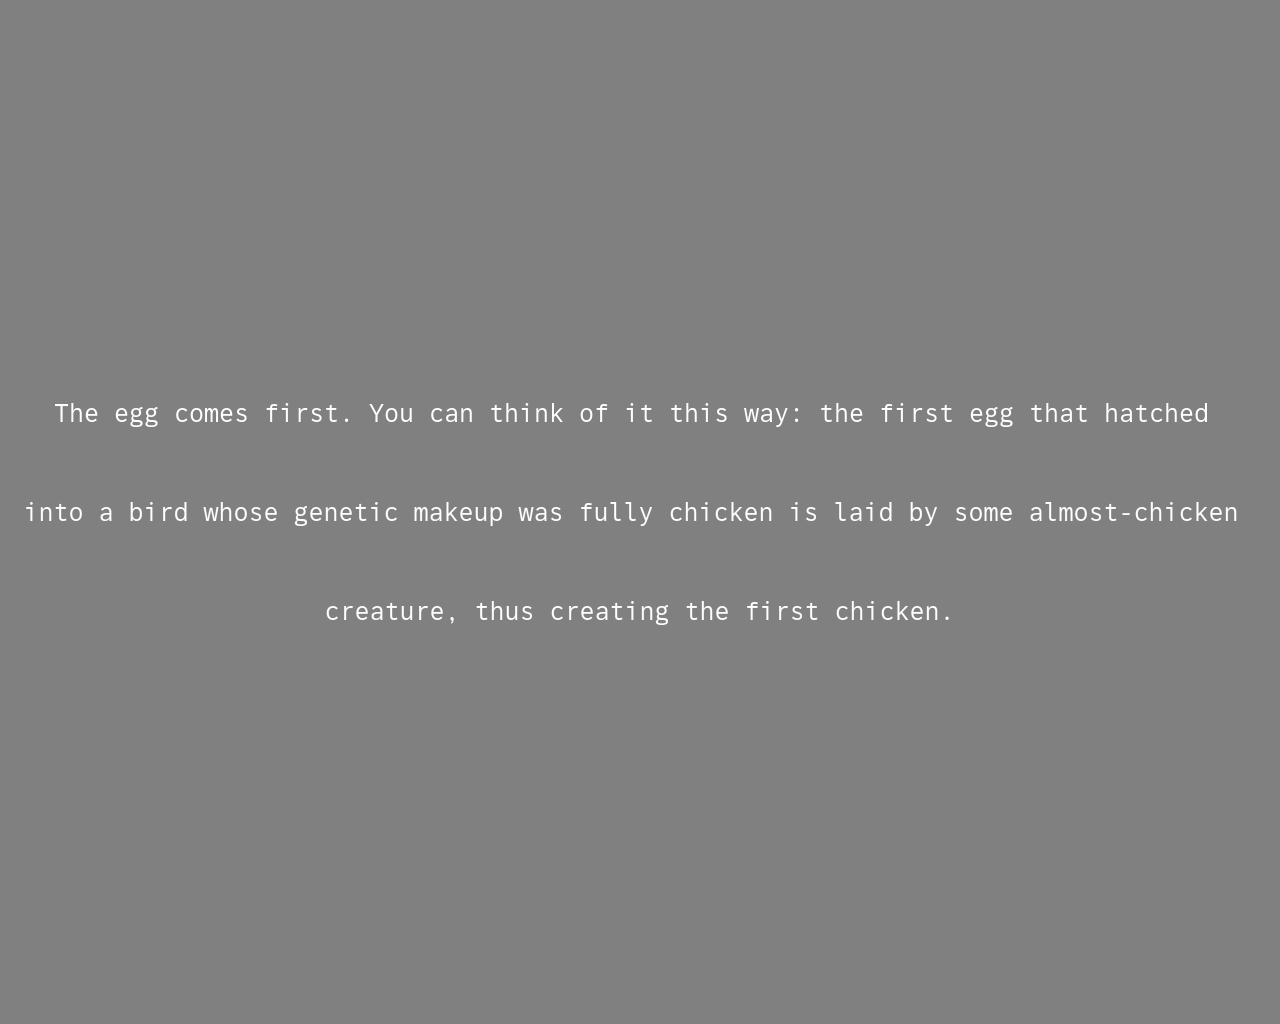 The egg comes first. You can think of it this way: the first egg that hatched
into a bird whose genetic makeup was fully chicken is laid by some almost-chicken
creature, thus creating the first chicken.